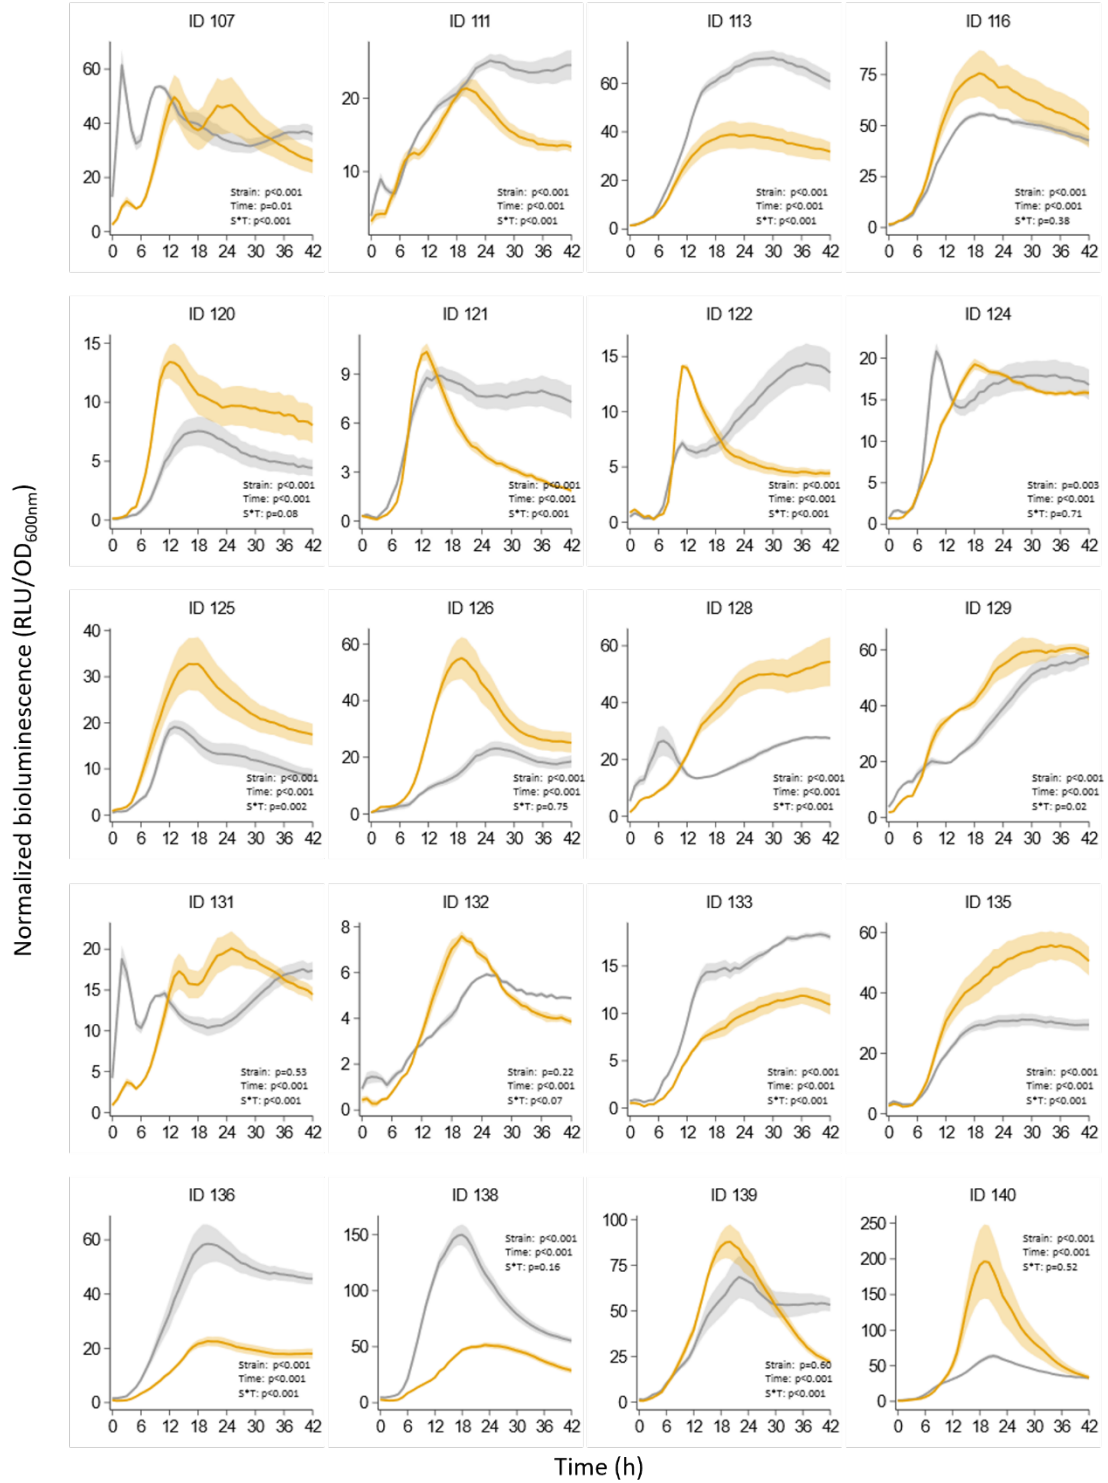 Normalized bioluminescence (RLU/OD600nm)
ID 107
60
40
20
0
0 6 12 18 24 30 36 42
Strain: p<0.001
Time: p=0.01
S*T: p<0.001
ID 111
20
10
0 6 12 18 24 30 36 42
Strain: p<0.001
Time: p<0.001
S*T: p<0.001
ID 113
60
40
20
0
0 6 12 18 24 30 36 42
Strain: p<0.001
Time: p<0.001
S*T: p<0.001
ID 116
75
50
25
0
0 6 12 18 24 30 36 42
Strain: p<0.001
Time: p<0.001
S*T: p=0.38
ID 120
15
10
5
0
0 6 12 18 24 30 36 42
Strain: p<0.001
Time: p<0.001
S*T: p=0.08
ID 121
9
6
3
0
0 6 12 18 24 30 36 42
Strain: p<0.001
Time: p<0.001
S*T: p<0.001
ID 122
15
10
5
0
0 6 12 18 24 30 36 42
Strain: p<0.001
Time: p<0.001
S*T: p<0.001
ID 124
20
15
10
5
0
0 6 12 18 24 30 36 42
Strain: p=0.003
Time: p<0.001
S*T: p=0.71
ID 125
40
30
20
10
0
0 6 12 18 24 30 36 42
Strain: p<0.001
Time: p<0.001
S*T: p=0.002
ID 126
60
40
20
0
0 6 12 18 24 30 36 42
Strain: p<0.001
Time: p<0.001
S*T: p=0.75
ID 128
60
40
20
0
0 6 12 18 24 30 36 42
Strain: p<0.001
Time: p<0.001
S*T: p<0.001
ID 129
60
40
20
0
0 6 12 18 24 30 36 42
Strain: p<0.001
Time: p<0.001
S*T: p=0.02
ID 131
20
15
10
5
0
0 6 12 18 24 30 36 42
Strain: p=0.53
Time: p<0.001
S*T: p<0.001
ID 132
8
6
4
2
0
0 6 12 18 24 30 36 42
Strain: p=0.22
Time: p<0.001
S*T: p<0.07
ID 133
15
10
5
0
0 6 12 18 24 30 36 42
Strain: p<0.001
Time: p<0.001
S*T: p<0.001
ID 135
60
40
20
0
0 6 12 18 24 30 36 42
Strain: p<0.001
Time: p<0.001
S*T: p<0.001
ID 136
60
40
20
0
0 6 12 18 24 30 36 42
Strain: p<0.001
Time: p<0.001
S*T: p<0.001
ID 138
150
100
50
0
0 6 12 18 24 30 36 42
Strain: p<0.001
Time: p<0.001
S*T: p=0.16
ID 139
100
75
50
25
0
0 6 12 18 24 30 36 42
Strain: p=0.60
Time: p<0.001
S*T: p<0.001
ID 140
250
200
150
100
50
0
0 6 12 18 24 30 36 42
Strain: p<0.001
Time: p<0.001
S*T: p=0.52
Time (h)